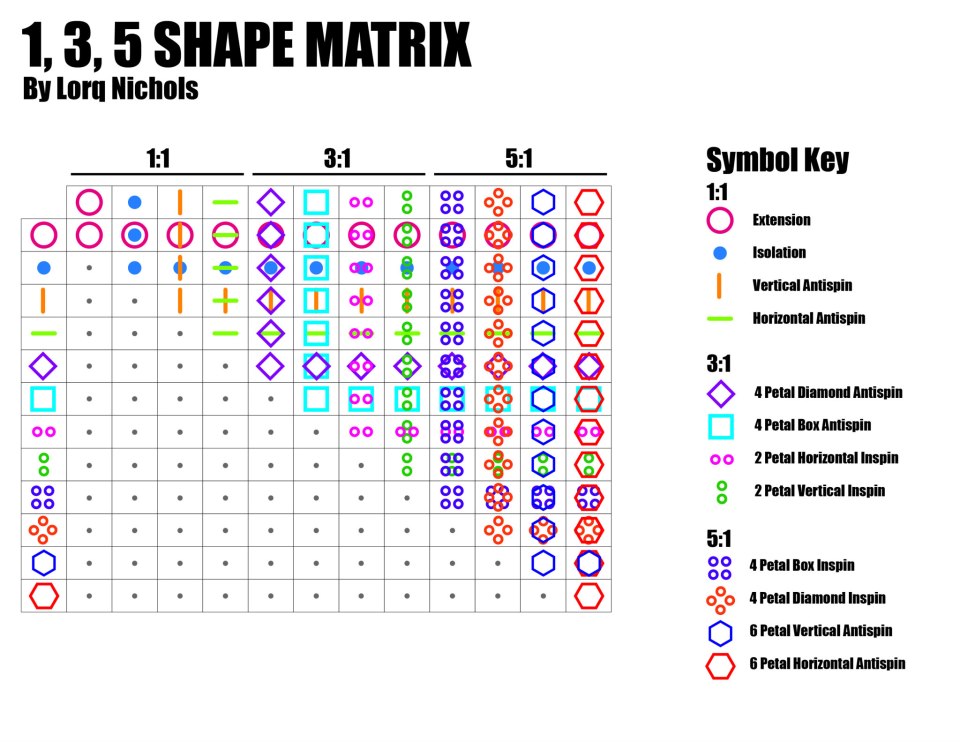 1, 3, 5 SHAPE MATRIX
By Lorq Nichols
1:1
3:1
5:1
Symbol Key
1:1
Extension
Isolation
Vertical Antispin
Horizontal Antispin
3:1
4 Petal Diamond Antispin
4 Petal Box Antispin
2 Petal Horizontal Inspin
2 Petal Vertical Inspin
5:1
4 Petal Box Inspin
4 Petal Diamond Inspin
6 Petal Vertical Antispin
6 Petal Horizontal Antispin